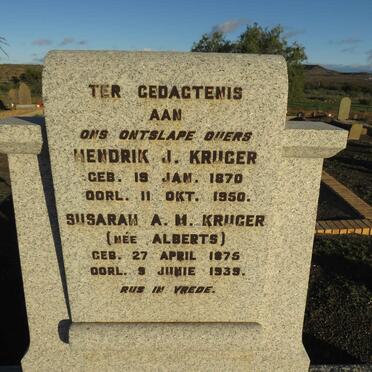 TER GEDAGTENIS
AAN
ONS ONTSLAPE OUERS
HENDRIK J. KRUGER
GEB. 19 JAN. 1870
OORL. 11 OKT. 1950.
SUSARAH A. M. KRUGER
(NÉE ALBERTS)
GEB. 27 APRIL 1875
OORL. 9 JUNIE 1939.
RUS IN VREDE.